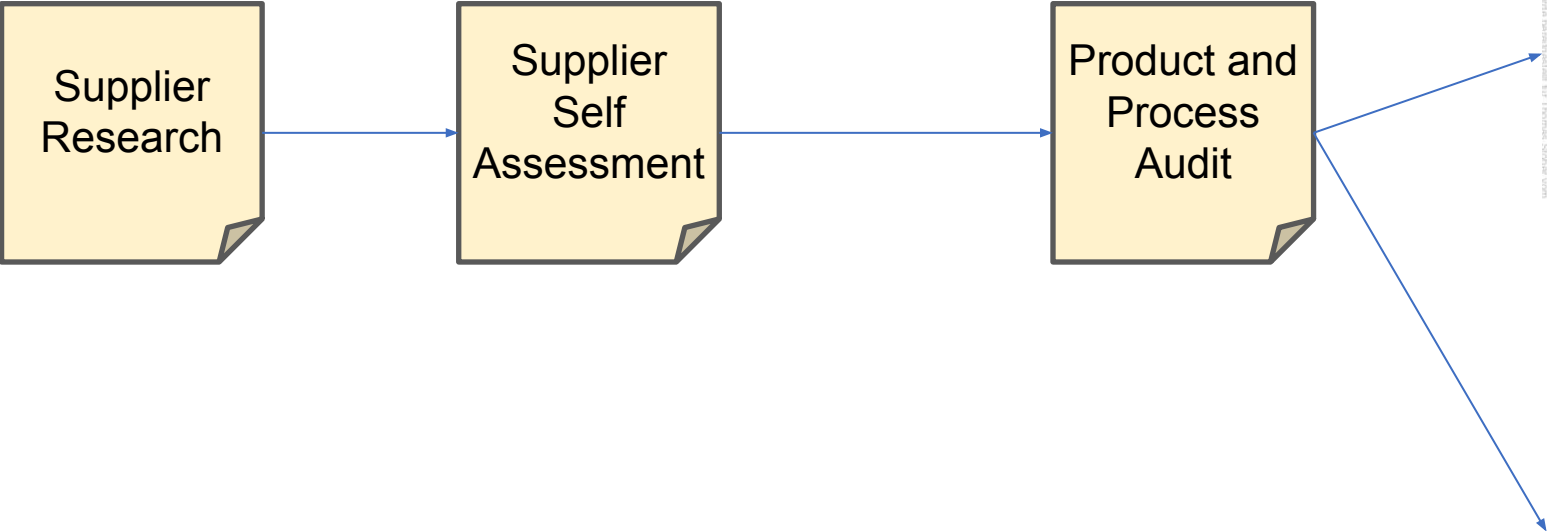 Supplier
Research
Supplier
Self
Assessment
Product and
Process
Audit